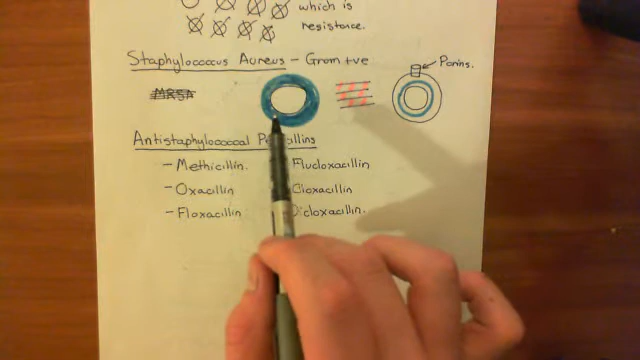 which is
resistance.
Staphylococcus Aureus - Gram +ve
Porins.
MRSA
Antistaphylococcal Penicillins
- Methicillin. Flucloxacillin
- Oxacillin Cloxacillin
- Floxacillin Dicloxacillin.